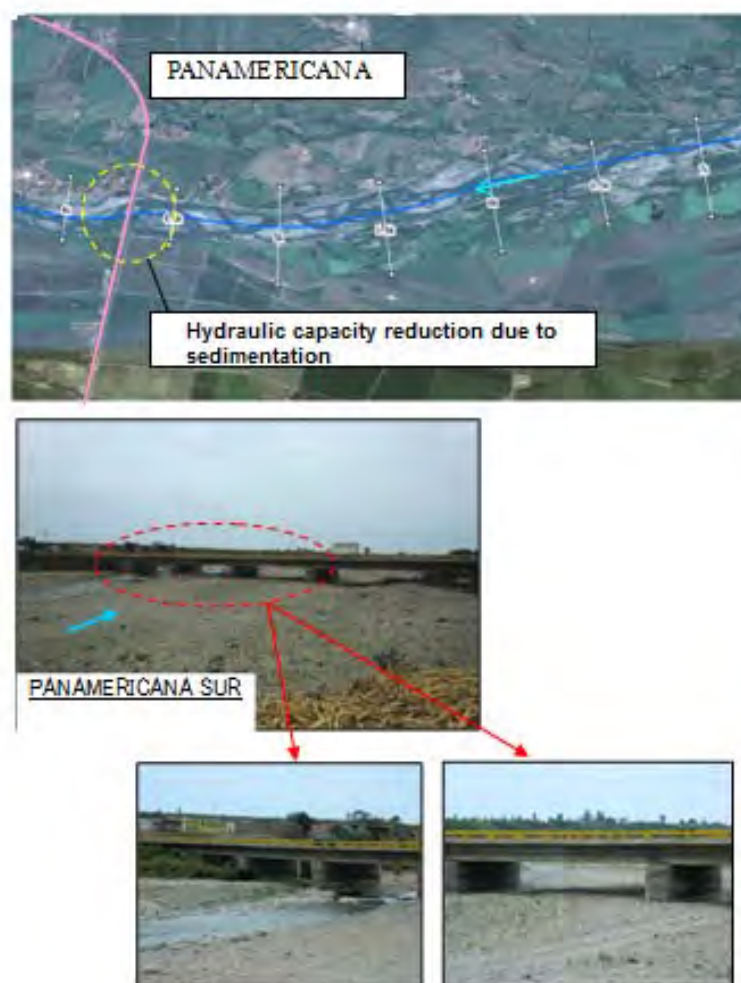 PANAMERICANA
Hydraulic capacity reduction due to
sedimentation
PANAMERICANA SUR